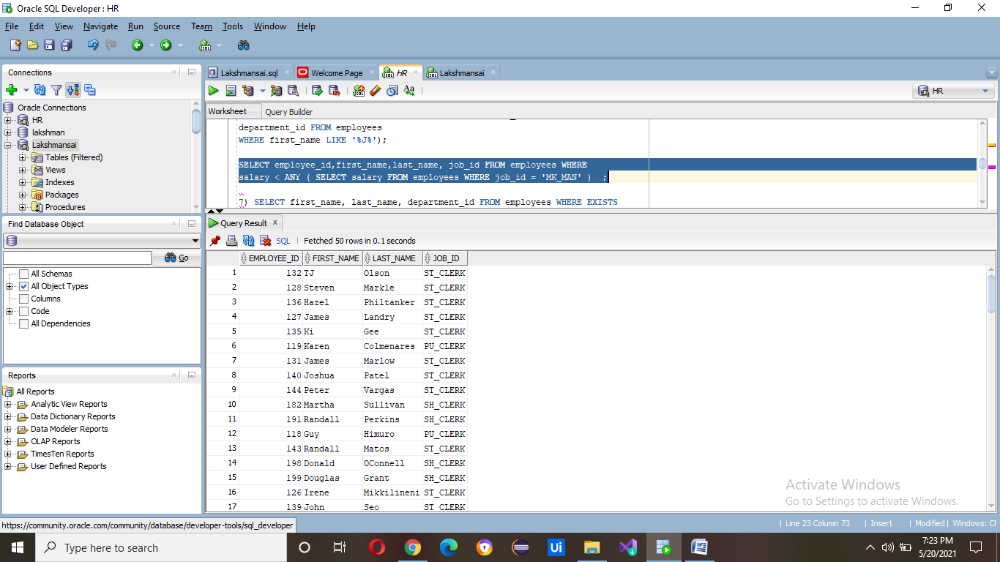 Oracle SQL Developer : HR
File Edit View Navigate Run Source Team Tools Window Help
Connections
Oracle Connections
HR
lakshman
Lakshmansai
Tables (Filtered)
Views
Indexes
Packages
Procedures
Find Database Object
Go
All Schemas
All Object Types
Columns
Code
All Dependencies
Reports
All Reports
Analytic View Reports
Data Dictionary Reports
Data Modeler Reports
OLAP Reports
TimesTen Reports
User Defined Reports
Lakshmansai.sql Welcome Page HR Lakshmansai
HR
Worksheet Query Builder
department_id FROM employees
WHERE first_name LIKE '%J%');
SELECT employee_id,first_name,last_name, job_id FROM employees WHERE
salary < ANY ( SELECT salary FROM employees WHERE job_id = 'MK_MAN' ) ;
7) SELECT first_name, last_name, department_id FROM employees WHERE EXISTS
Query Result
SQL | Fetched 50 rows in 0.1 seconds
EMPLOYEE_ID FIRST_NAME LAST_NAME JOB_ID
1 132 TJ Olson ST_CLERK
2 128 Steven Markle ST_CLERK
3 136 Hazel Philtanker ST_CLERK
4 127 James Landry ST_CLERK
5 135 Ki Gee ST_CLERK
6 119 Karen Colmenares PU_CLERK
7 131 James Marlow ST_CLERK
8 140 Joshua Patel ST_CLERK
9 144 Peter Vargas ST_CLERK
10 182 Martha Sullivan SH_CLERK
11 191 Randall Perkins SH_CLERK
12 118 Guy Himuro PU_CLERK
13 143 Randall Matos ST_CLERK
14 198 Donald OConnell SH_CLERK
15 199 Douglas Grant SH_CLERK
16 126 Irene Mikkilineni ST_CLERK
17 139 John Seo ST_CLERK
Activate Windows
Go to Settings to activate Windows.
https://community.oracle.com/community/database/developer-tools/sql_developer
| Line 23 Column 73 | Insert | Modified | Windows: CF
Type here to search
Ui
7:23 PM
5/20/2021